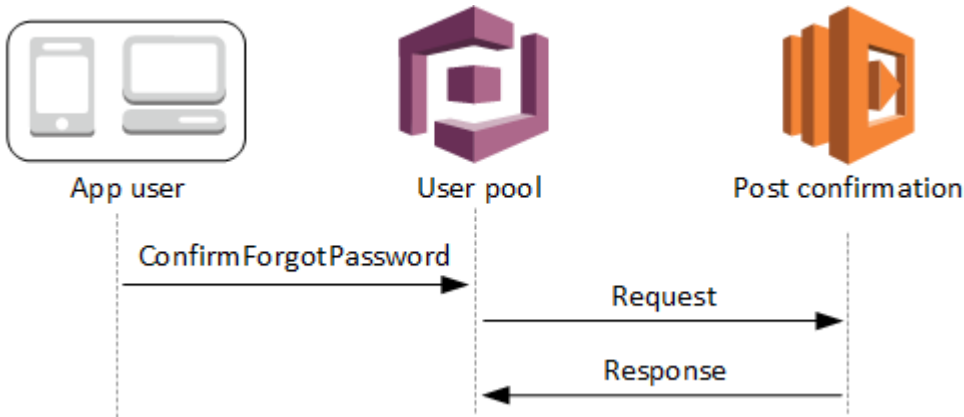 App user
User pool
Post confirmation
ConfirmForgotPassword
Request
Response